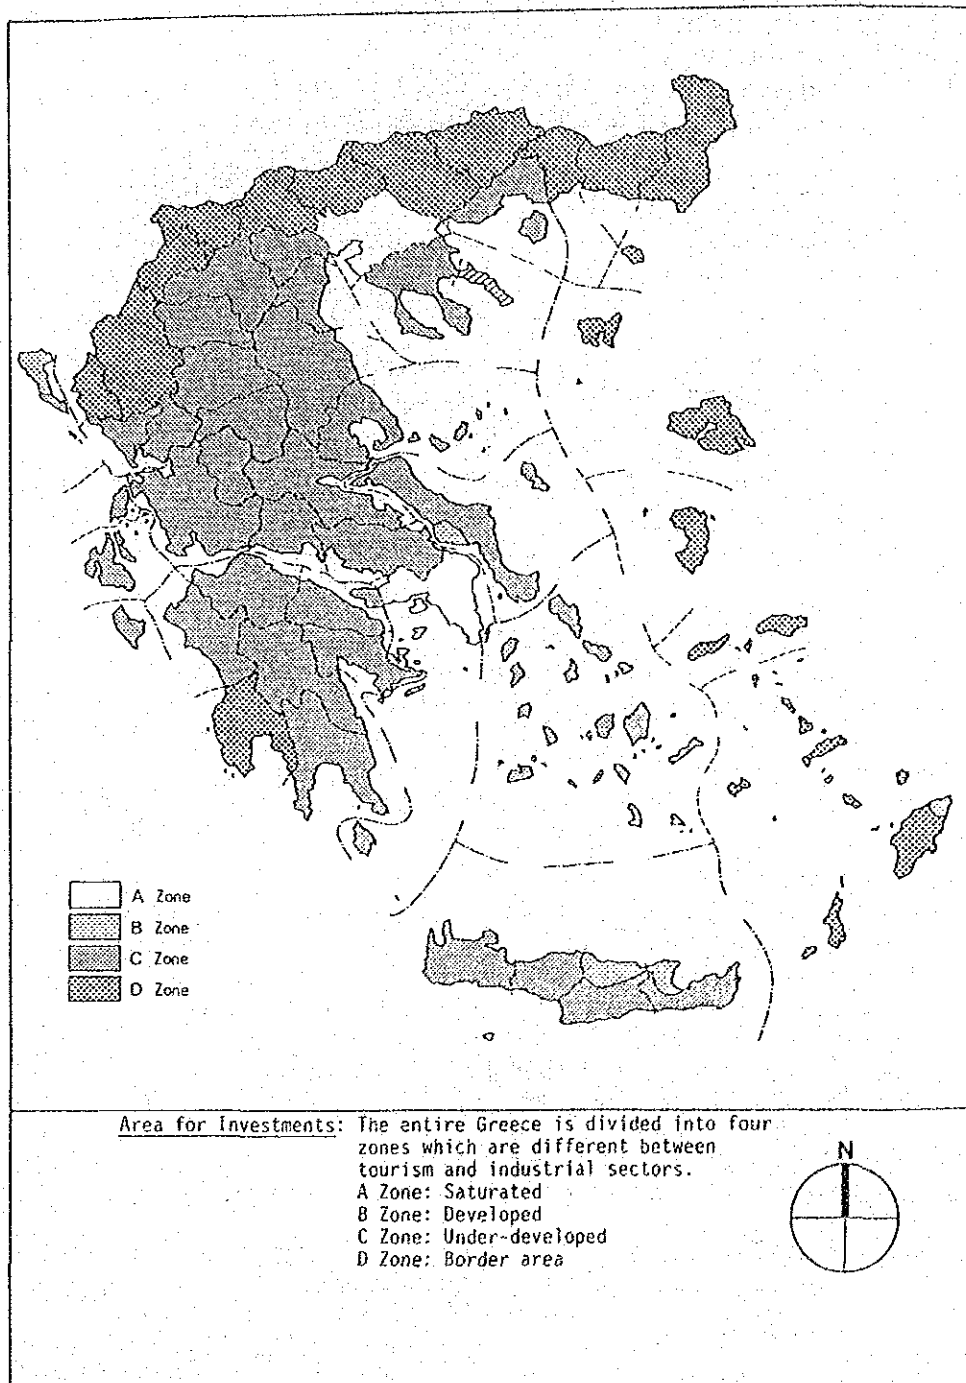 A Zone
B Zone
C Zone
D Zone
Area for Investments: The entire Greece is divided into four
zones which are different between
tourism and industrial sectors.
A Zone: Saturated
B Zone: Developed
C Zone: Under-developed
D Zone: Border area
N